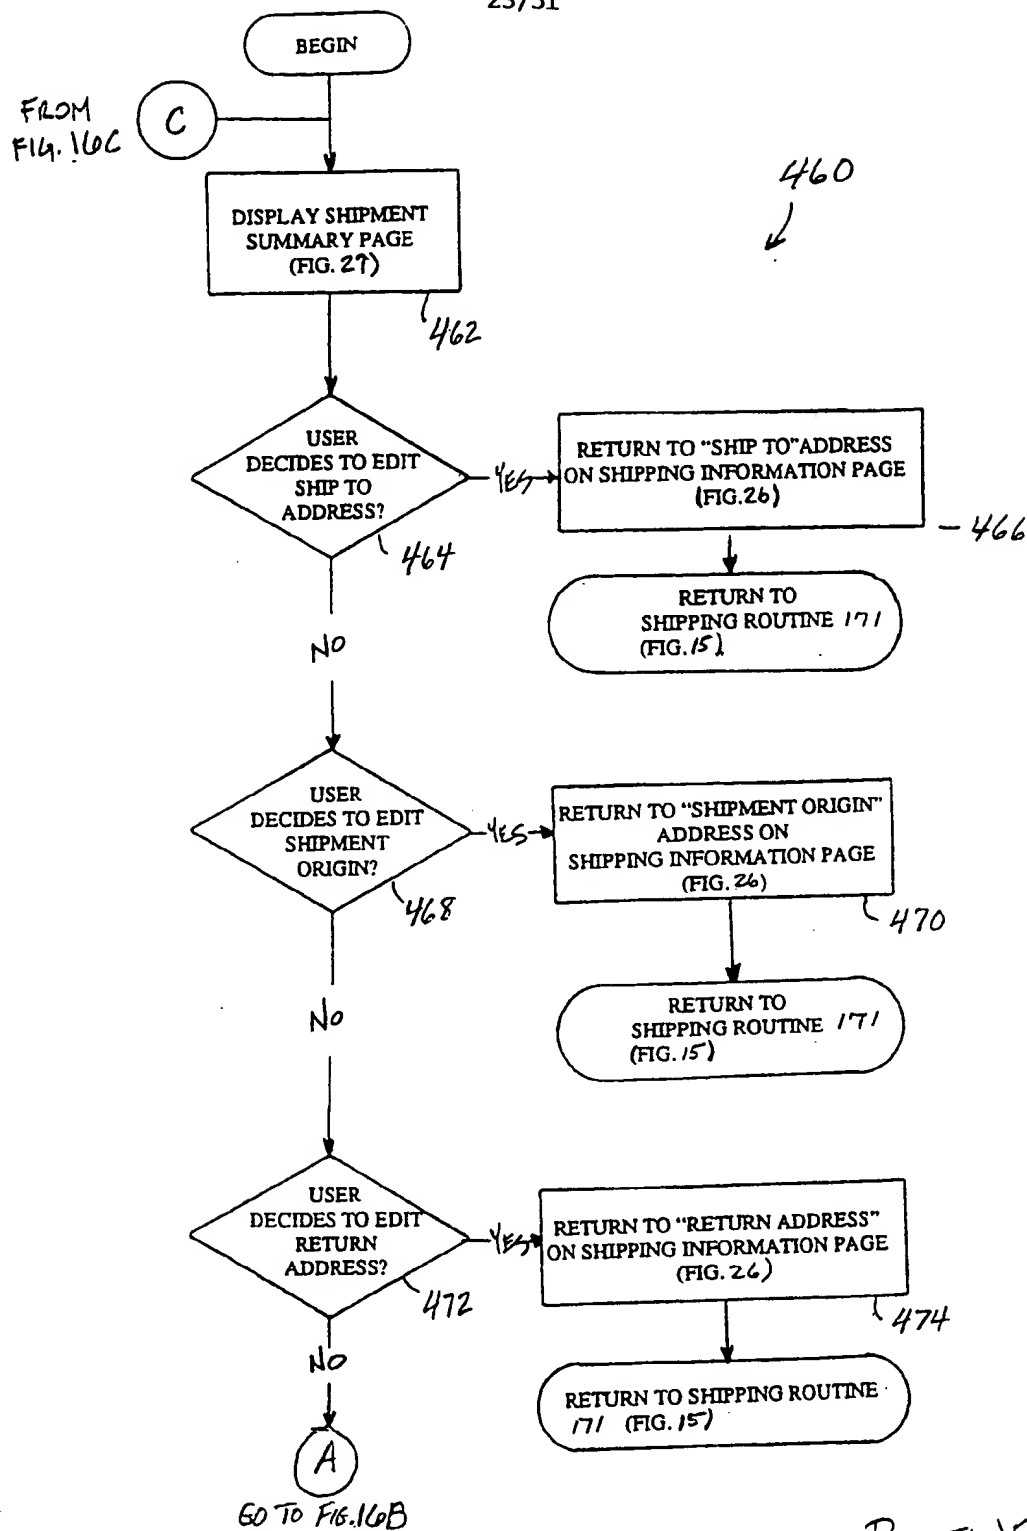 BEGIN
FROM
FIG. 16C
C
460
DISPLAY SHIPMENT
SUMMARY PAGE
(FIG. 27)
462
USER
DECIDES TO EDIT
SHIP TO
ADDRESS?
YES
RETURN TO "SHIP TO" ADDRESS
ON SHIPPING INFORMATION PAGE
(FIG.26)
466
464
RETURN TO
SHIPPING ROUTINE 171
(FIG.15)
NO
USER
DECIDES TO EDIT
SHIPMENT
ORIGIN?
YES
RETURN TO "SHIPMENT ORIGIN"
ADDRESS ON
SHIPPING INFORMATION PAGE
(FIG.26)
468
470
NO
RETURN TO
SHIPPING ROUTINE 171
(FIG.15)
USER
DECIDES TO EDIT
RETURN
ADDRESS?
YES
RETURN TO "RETURN ADDRESS"
ON SHIPPING INFORMATION PAGE
(FIG.26)
472
474
NO
RETURN TO SHIPPING ROUTINE
171 (FIG.15)
A
GO TO FIG.16B